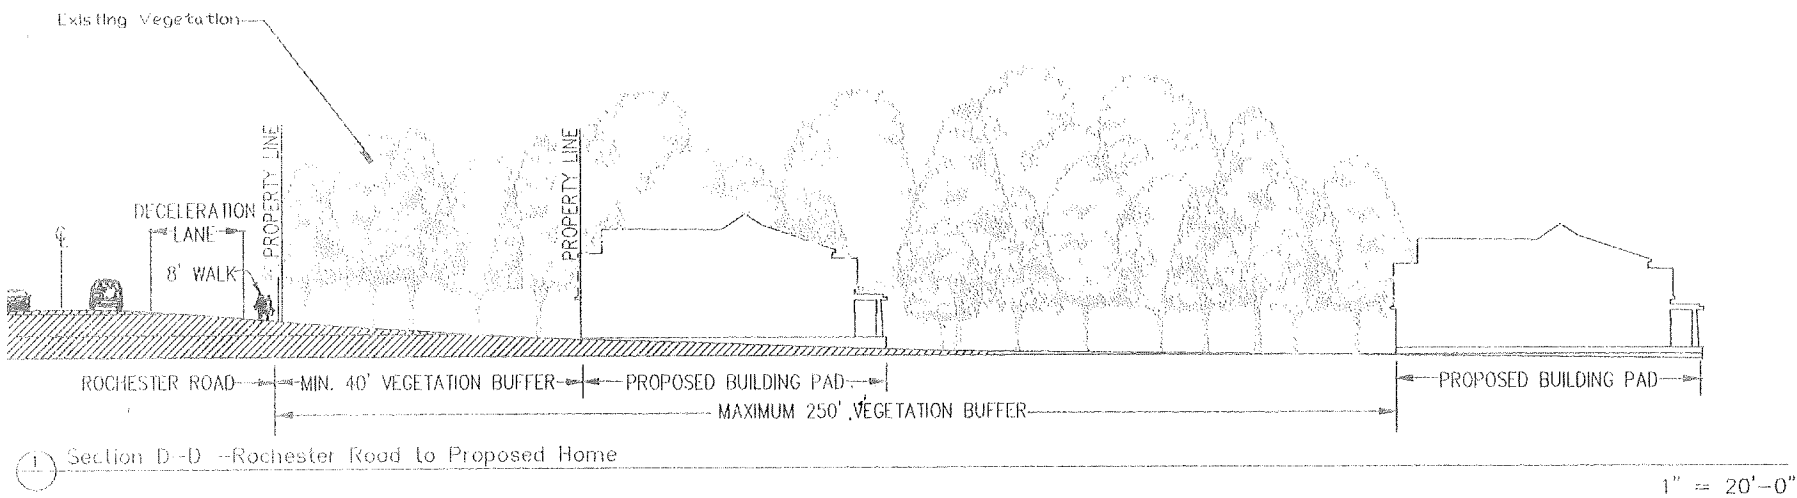 Existing Vegetation
PROPERTY LINE
PROPERTY LINE
DECELERATION
LANE
℄
8' WALK
ROCHESTER ROAD
MIN. 40' VEGETATION BUFFER
PROPOSED BUILDING PAD
PROPOSED BUILDING PAD
MAXIMUM 250' VEGETATION BUFFER
1 Section D-D -Rochester Road to Proposed Home
1" = 20'-0"